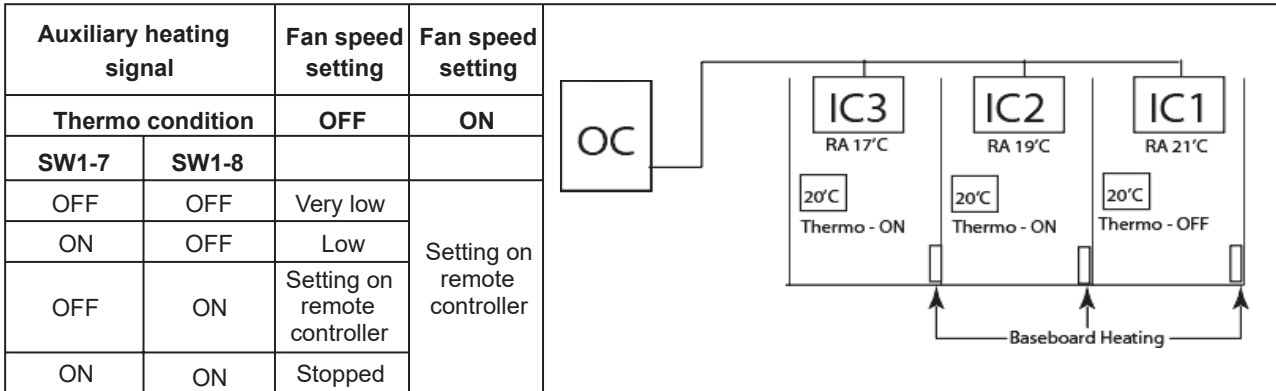 Auxiliary heating
signal
Fan speed
setting
Fan speed
setting
Thermo condition
OFF
ON
SW1-7
SW1-8
OFF
OFF
Very low
Setting on
remote
controller
ON
OFF
Low
OFF
ON
Setting on
remote
controller
ON
ON
Stopped
OC
IC3
RA 17'C
20'C
Thermo - ON
IC2
RA 19'C
20'C
Thermo - ON
IC1
RA 21'C
20'C
Thermo - OFF
Baseboard Heating